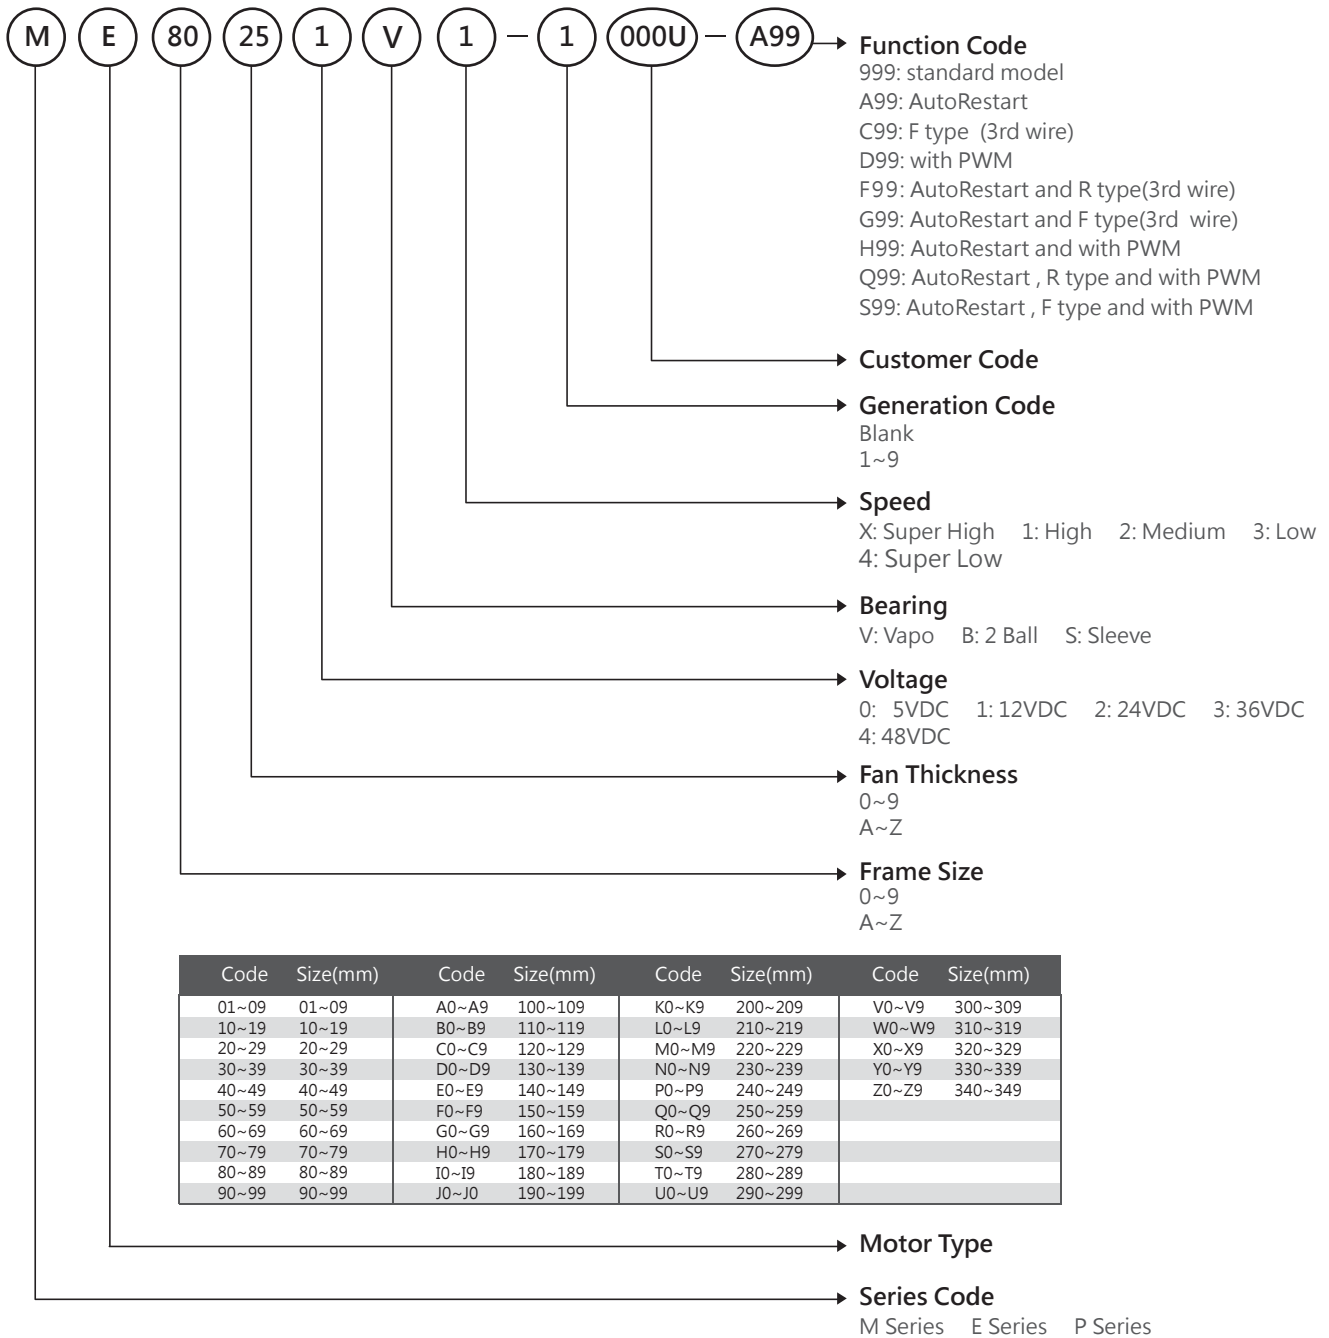 M E 80 25 1 V 1 – 1 000U – A99
Function Code
999: standard model
A99: AutoRestart
C99: F type (3rd wire)
D99: with PWM
F99: AutoRestart and R type(3rd wire)
G99: AutoRestart and F type(3rd wire)
H99: AutoRestart and with PWM
Q99: AutoRestart , R type and with PWM
S99: AutoRestart , F type and with PWM
Customer Code
Generation Code
Blank
1~9
Speed
X: Super High 1: High 2: Medium 3: Low
4: Super Low
Bearing
V: Vapo B: 2 Ball S: Sleeve
Voltage
0: 5VDC 1: 12VDC 2: 24VDC 3: 36VDC
4: 48VDC
Fan Thickness
0~9
A~Z
Frame Size
0~9
A~Z
Code Size(mm) Code Size(mm) Code Size(mm) Code Size(mm)
01~09 01~09 A0~A9 100~109 K0~K9 200~209 V0~V9 300~309
10~19 10~19 B0~B9 110~119 L0~L9 210~219 W0~W9 310~319
20~29 20~29 C0~C9 120~129 M0~M9 220~229 X0~X9 320~329
30~39 30~39 D0~D9 130~139 N0~N9 230~239 Y0~Y9 330~339
40~49 40~49 E0~E9 140~149 P0~P9 240~249 Z0~Z9 340~349
50~59 50~59 F0~F9 150~159 Q0~Q9 250~259
60~69 60~69 G0~G9 160~169 R0~R9 260~269
70~79 70~79 H0~H9 170~179 S0~S9 270~279
80~89 80~89 I0~I9 180~189 T0~T9 280~289
90~99 90~99 J0~J0 190~199 U0~U9 290~299
Motor Type
Series Code
M Series E Series P Series